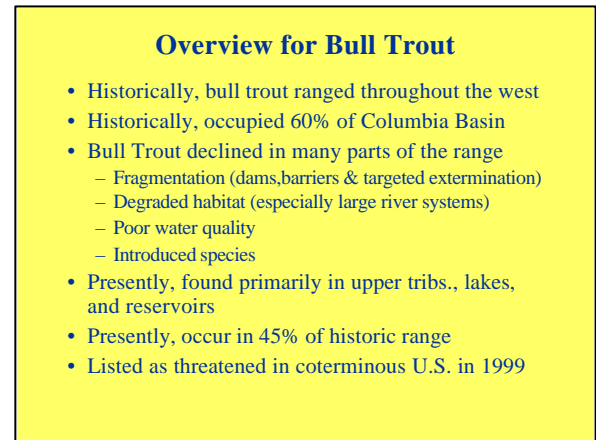 Overview for Bull Trout
• Historically, bull trout ranged throughout the west
• Historically, occupied 60% of Columbia Basin
• Bull Trout declined in many parts of the range
– Fragmentation (dams,barriers & targeted extermination)
– Degraded habitat (especially large river systems)
– Poor water quality
– Introduced species
• Presently, found primarily in upper tribs., lakes,
and reservoirs
• Presently, occur in 45% of historic range
• Listed as threatened in coterminous U.S. in 1999